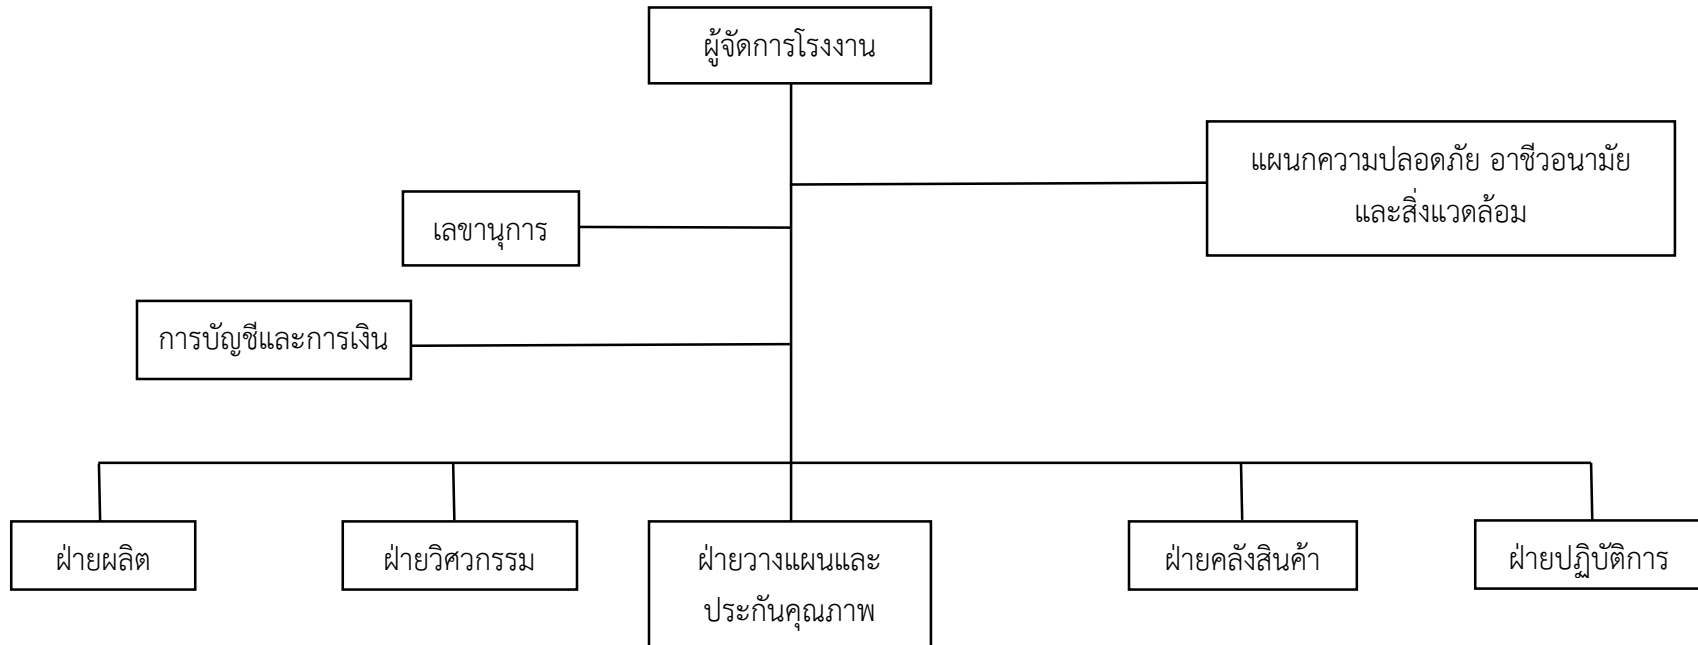 ผู้จัดการโรงงาน
แผนกความปลอดภัย อาชีวอนามัย
และสิ่งแวดล้อม
เลขานุการ
การบัญชีและการเงิน
ฝ่ายผลิต
ฝ่ายวิศวกรรม
ฝ่ายวางแผนและ
ประกันคุณภาพ
ฝ่ายคลังสินค้า
ฝ่ายปฏิบัติการ